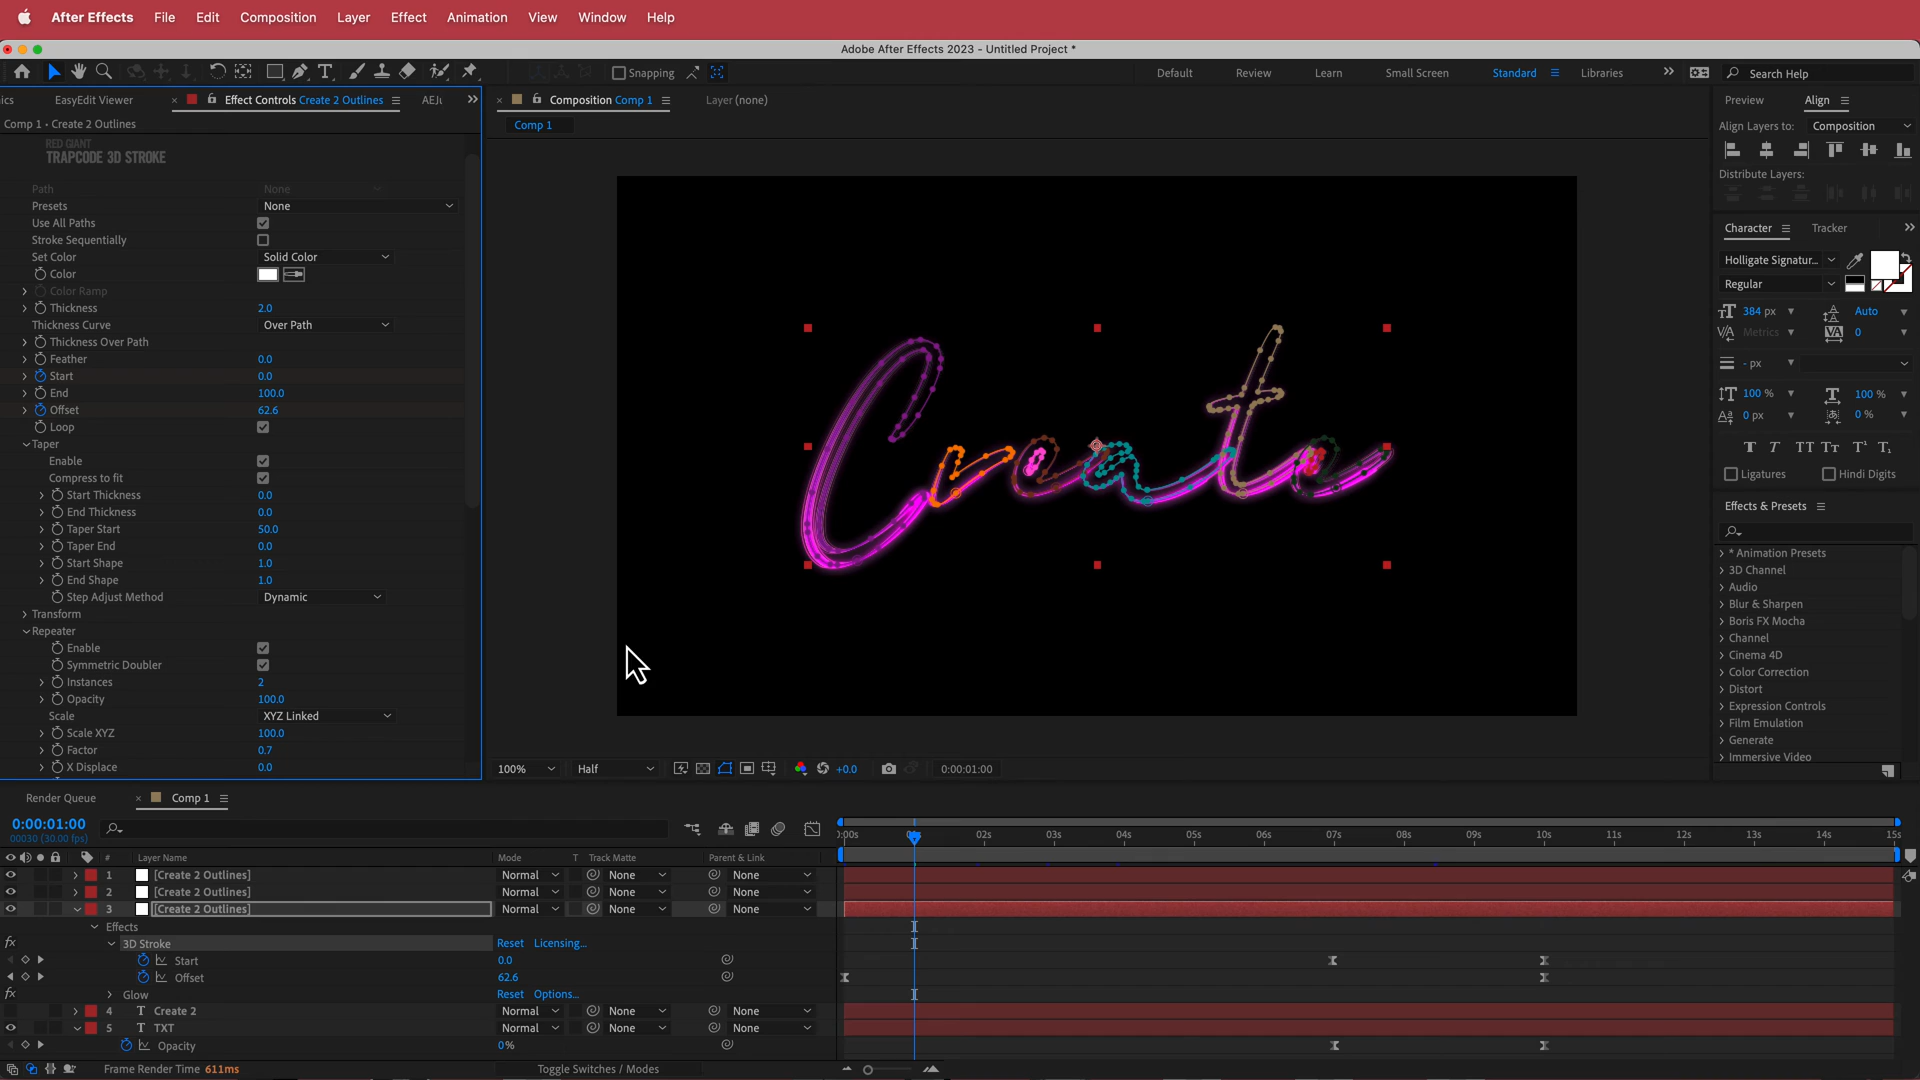 After Effects File Edit Composition Layer Effect Animation View Window Help
Adobe After Effects 2023 - Untitled Project *
Snapping
Default Review Learn Small Screen Standard Libraries
Search Help
ics EasyEdit Viewer Effect Controls Create 2 Outlines
Comp 1 • Create 2 Outlines
RED GIANT
TRAPCODE 3D STROKE
Path None
Presets None
Use All Paths
Stroke Sequentially
Set Color Solid Color
Color
Color Ramp
Thickness 2.0
Thickness Curve Over Path
Thickness Over Path
Feather 0.0
Start 0.0
End 100.0
Offset 62.6
Loop
Taper
Enable
Compress to fit
Start Thickness 0.0
End Thickness 0.0
Taper Start 50.0
Taper End 0.0
Start Shape 1.0
End Shape 1.0
Step Adjust Method Dynamic
Transform
Repeater
Enable
Symmetric Doubler
Instances 2
Opacity 100.0
Scale XYZ Linked
Scale XYZ 100.0
Factor 0.7
X Displace 0.0
Composition Comp 1 Layer (none)
Comp 1
Create
100% Half +0.0 0:00:01:00
Preview Align
Align Layers to: Composition
Distribute Layers:
Character Tracker
Holligate Signatur...
Regular
384 px Auto
Metrics 0
- px
100 % 100 %
0 px 0 %
Ligatures Hindi Digits
Effects & Presets
* Animation Presets
3D Channel
Audio
Blur & Sharpen
Boris FX Mocha
Channel
Cinema 4D
Color Correction
Distort
Expression Controls
Film Emulation
Generate
Immersive Video
Render Queue Comp 1
0:00:01:00
00030 (30.00 fps)
# Layer Name Mode T Track Matte Parent & Link
02s 03s 04s 05s 06s 07s 08s 09s 10s 11s 12s 13s 14s 15s
1 [Create 2 Outlines] Normal None None
2 [Create 2 Outlines] Normal None None
3 [Create 2 Outlines] Normal None None
Effects
fx 3D Stroke Reset Licensing...
Start 0.0
Offset 62.6
fx Glow Reset Options...
4 T Create 2 Normal None None
5 T TXT Normal None None
Opacity 0%
Frame Render Time 611ms Toggle Switches / Modes